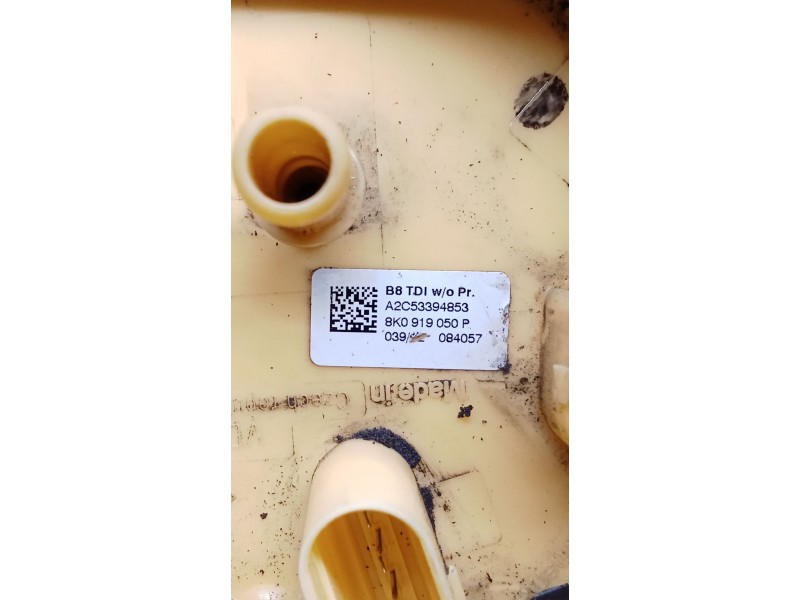 B8 TDI w/o Pr.
A2C53394853
8K0 919 050 P
039/ 084057
Made in